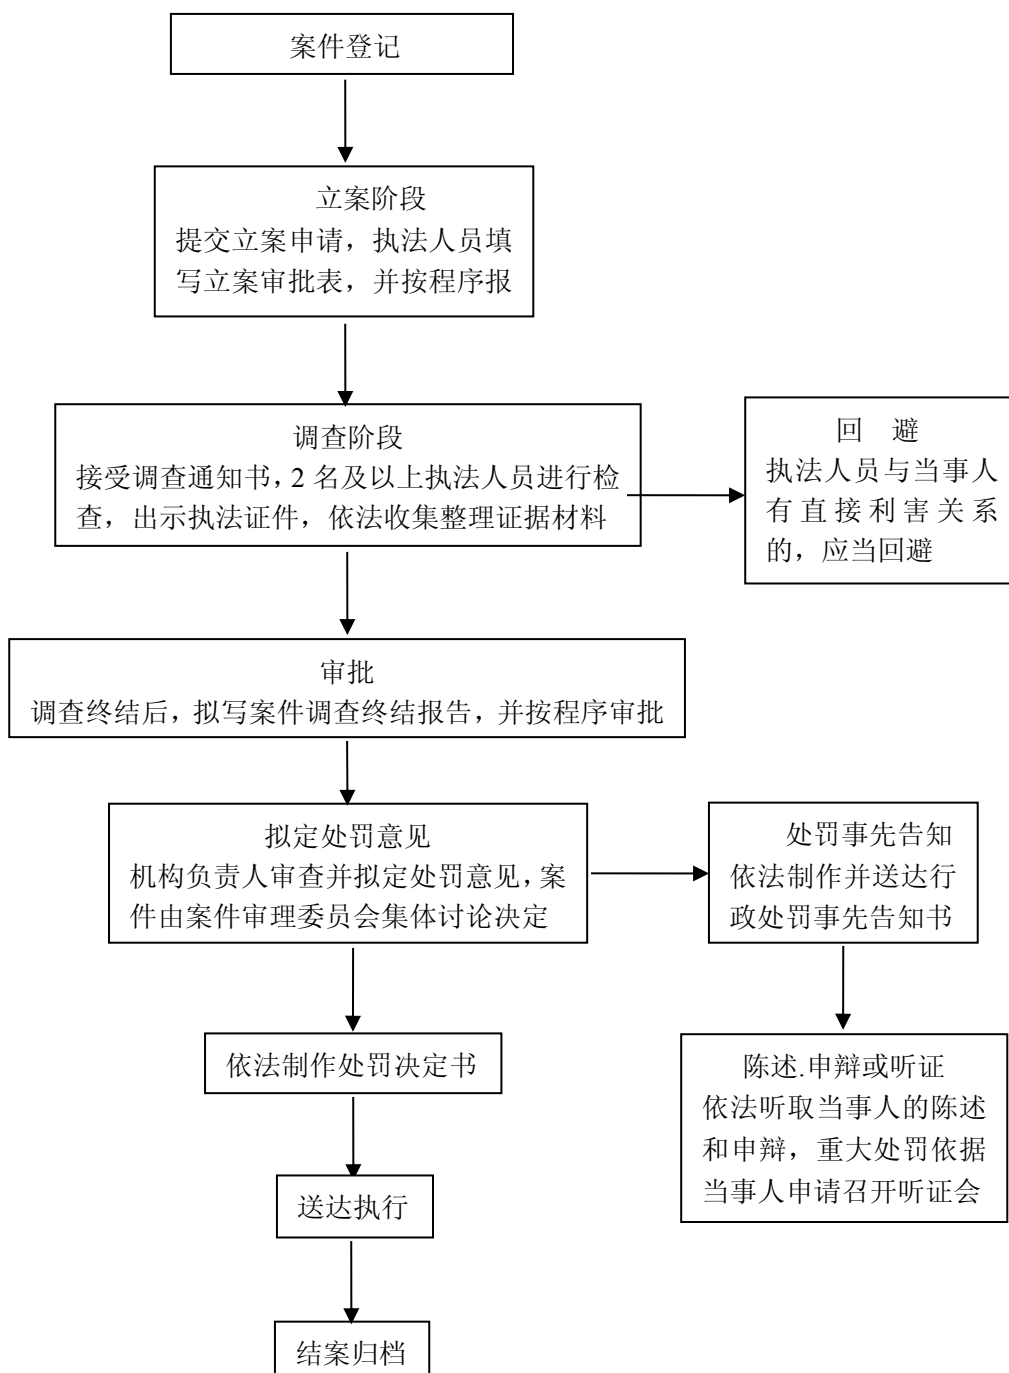 案件登记
立案阶段
提交立案申请，执法人员填
写立案审批表，并按程序报
调查阶段
接受调查通知书，2 名及以上执法人员进行检
查，出示执法证件，依法收集整理证据材料
回 避
执法人员与当事人
有直接利害关系
的，应当回避
审批
调查终结后，拟写案件调查终结报告，并按程序审批
拟定处罚意见
机构负责人审查并拟定处罚意见，案
件由案件审理委员会集体讨论决定
处罚事先告知
依法制作并送达行
政处罚事先告知书
依法制作处罚决定书
陈述.申辩或听证
依法听取当事人的陈述
和申辩，重大处罚依据
当事人申请召开听证会
送达执行
结案归档